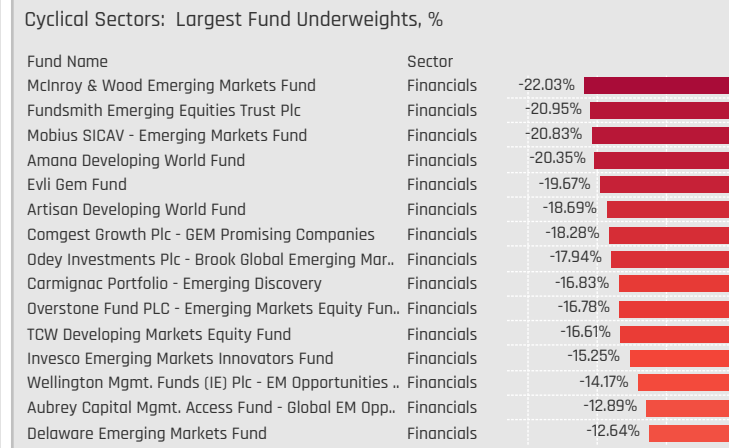 Cyclical Sectors: Largest Fund Underweights, %
Fund Name Sector
McInroy & Wood Emerging Markets Fund Financials -22.03%
Fundsmith Emerging Equities Trust Plc Financials -20.95%
Mobius SICAV - Emerging Markets Fund Financials -20.83%
Amana Developing World Fund Financials -20.35%
Evli Gem Fund Financials -19.67%
Artisan Developing World Fund Financials -18.69%
Comgest Growth Plc - GEM Promising Companies Financials -18.28%
Odey Investments Plc - Brook Global Emerging Mar.. Financials -17.94%
Carmignac Portfolio - Emerging Discovery Financials -16.83%
Overstone Fund PLC - Emerging Markets Equity Fun.. Financials -16.78%
TCW Developing Markets Equity Fund Financials -16.61%
Invesco Emerging Markets Innovators Fund Financials -15.25%
Wellington Mgmt. Funds (IE) Plc - EM Opportunities .. Financials -14.17%
Aubrey Capital Mgmt. Access Fund - Global EM Opp.. Financials -12.89%
Delaware Emerging Markets Fund Financials -12.64%